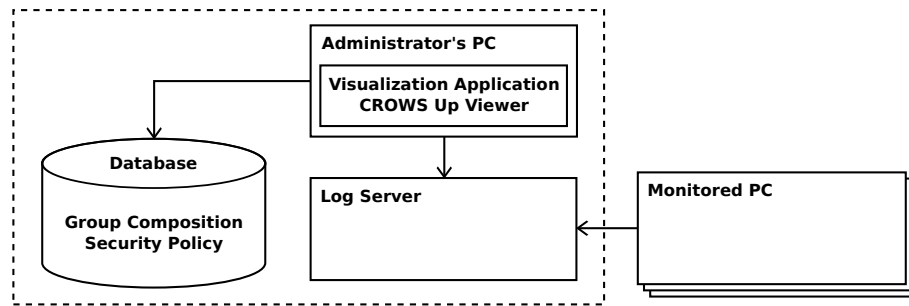 Administrator's PC
Visualization Application
CROWS Up Viewer
Database
Group Composition
Security Policy
Log Server
Monitored PC